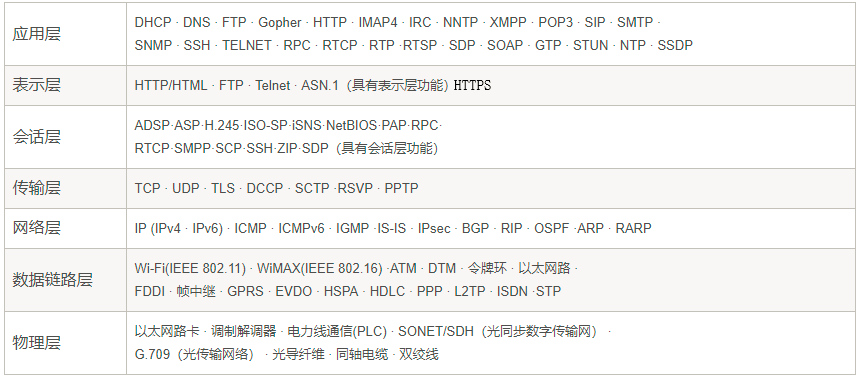 应用层
DHCP · DNS · FTP · Gopher · HTTP · IMAP4 · IRC · NNTP · XMPP · POP3 · SIP · SMTP ·
SNMP · SSH · TELNET · RPC · RTCP · RTP ·RTSP · SDP · SOAP · GTP · STUN · NTP · SSDP
表示层
HTTP/HTML · FTP · Telnet · ASN.1（具有表示层功能）HTTPS
会话层
ADSP·ASP·H.245·ISO-SP·iSNS·NetBIOS·PAP·RPC·
RTCP·SMPP·SCP·SSH·ZIP·SDP（具有会话层功能）
传输层
TCP · UDP · TLS · DCCP · SCTP ·RSVP · PPTP
网络层
IP (IPv4 · IPv6) · ICMP · ICMPv6 · IGMP ·IS-IS · IPsec · BGP · RIP · OSPF ·ARP · RARP
数据链路层
Wi-Fi(IEEE 802.11) · WiMAX(IEEE 802.16) ·ATM · DTM · 令牌环 · 以太网路 ·
FDDI · 帧中继 · GPRS · EVDO · HSPA · HDLC · PPP · L2TP · ISDN ·STP
物理层
以太网路卡 · 调制解调器 · 电力线通信(PLC) · SONET/SDH（光同步数字传输网） ·
G.709（光传输网络） · 光导纤维 · 同轴电缆 · 双绞线